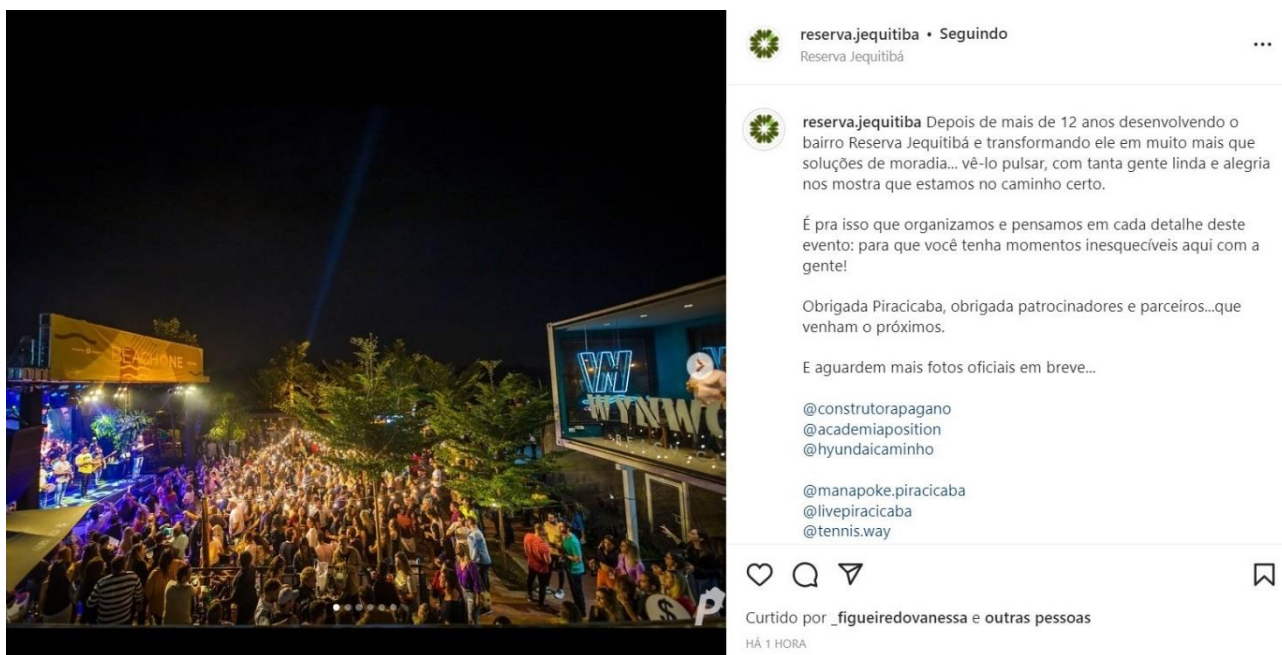 BEACH ONE
W
WYNWO
$
P
reserva.jequitiba • Seguindo
Reserva Jequitibá
reserva.jequitiba Depois de mais de 12 anos desenvolvendo o
bairro Reserva Jequitibá e transformando ele em muito mais que
soluções de moradia... vê-lo pulsar, com tanta gente linda e alegria
nos mostra que estamos no caminho certo.
É pra isso que organizamos e pensamos em cada detalhe deste
evento: para que você tenha momentos inesquecíveis aqui com a
gente!
Obrigada Piracicaba, obrigada patrocinadores e parceiros...que
venham o próximos.
E aguardem mais fotos oficiais em breve...
@construtorapagano
@academiaposition
@hyundaicaminho
@manapoke.piracicaba
@livepiracicaba
@tennis.way
Curtido por _figueiredovanessa e outras pessoas
HÁ 1 HORA